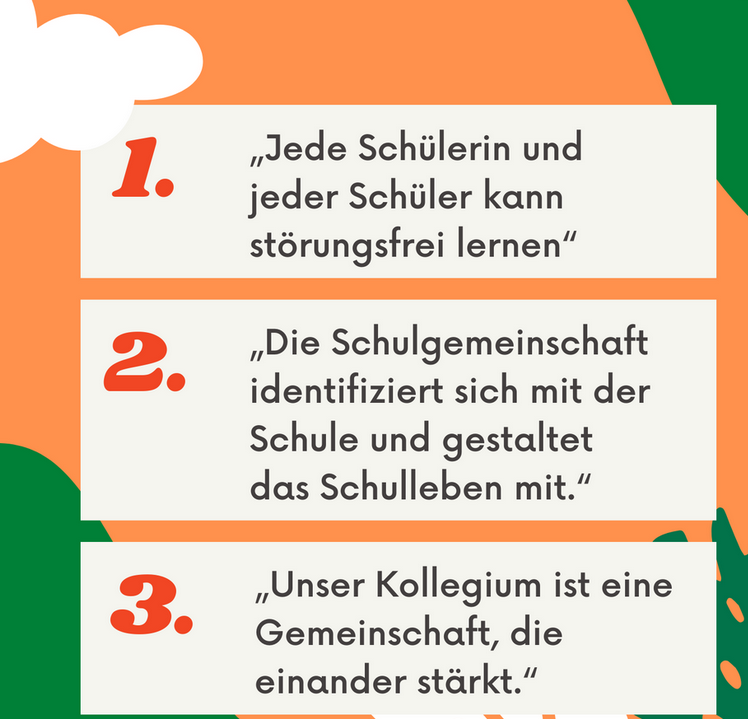 1.
„Jede Schülerin und
jeder Schüler kann
störungsfrei lernen“
2.
„Die Schulgemeinschaft
identifiziert sich mit der
Schule und gestaltet
das Schulleben mit.“
3.
„Unser Kollegium ist eine
Gemeinschaft, die
einander stärkt.“